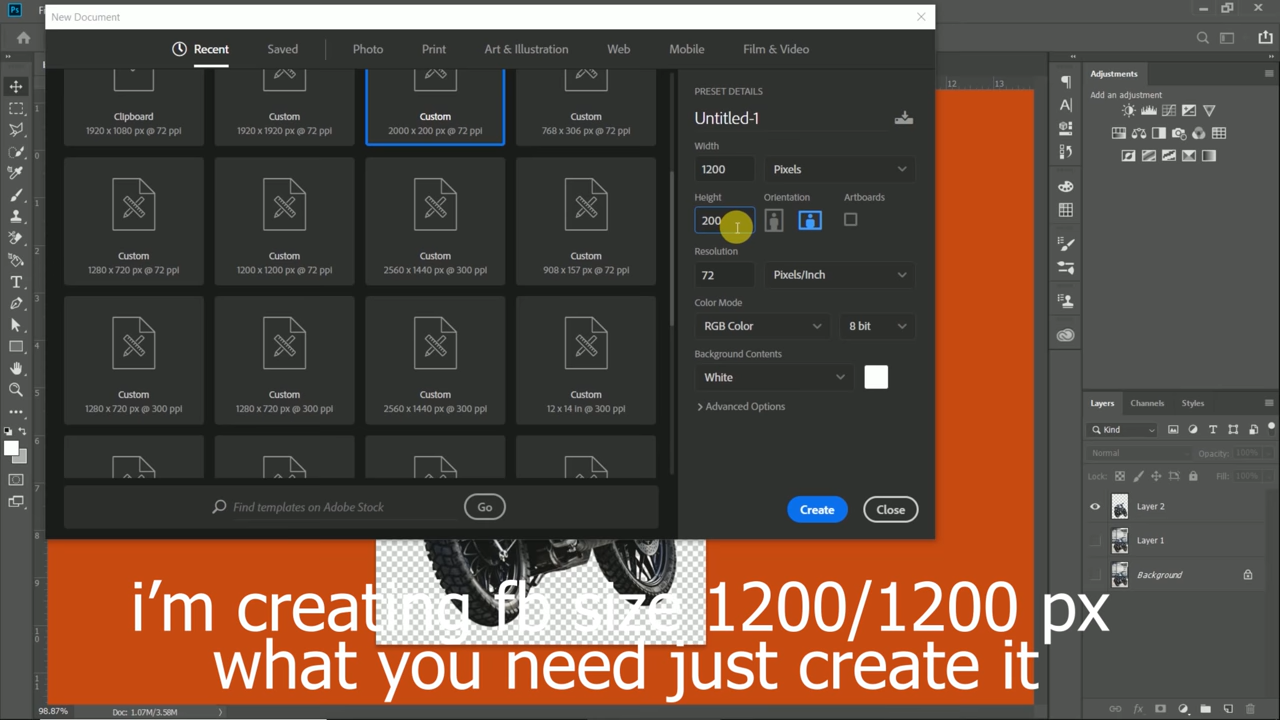 Ps
New Document
Recent
Saved
Photo
Print
Art & Illustration
Web
Mobile
Film & Video
Clipboard
1920 x 1080 px @ 72 ppi
Custom
1920 x 1920 px @ 72 ppi
Custom
2000 x 200 px @ 72 ppi
Custom
768 x 306 px @ 72 ppi
Custom
1280 x 720 px @ 72 ppi
Custom
1200 x 1200 px @ 72 ppi
Custom
2560 x 1440 px @ 300 ppi
Custom
908 x 157 px @ 72 ppi
Custom
1280 x 720 px @ 300 ppi
Custom
1280 x 720 px @ 300 ppi
Custom
2560 x 1440 px @ 300 ppi
Custom
12 x 14 in @ 300 ppi
Find templates on Adobe Stock
Go
PRESET DETAILS
Untitled-1
Width
1200
Pixels
Height
Orientation
Artboards
200
Resolution
72
Pixels/Inch
Color Mode
RGB Color
8 bit
Background Contents
White
Advanced Options
Create
Close
12
13
Adjustments
Add an adjustment
Layers
Channels
Styles
Kind
Normal
Opacity: 100%
Lock:
Fill: 100%
Layer 2
Layer 1
Background
i'm creating fb size 1200/1200 px
what you need just create it
98.87%
Doc: 1.07M/3.58M